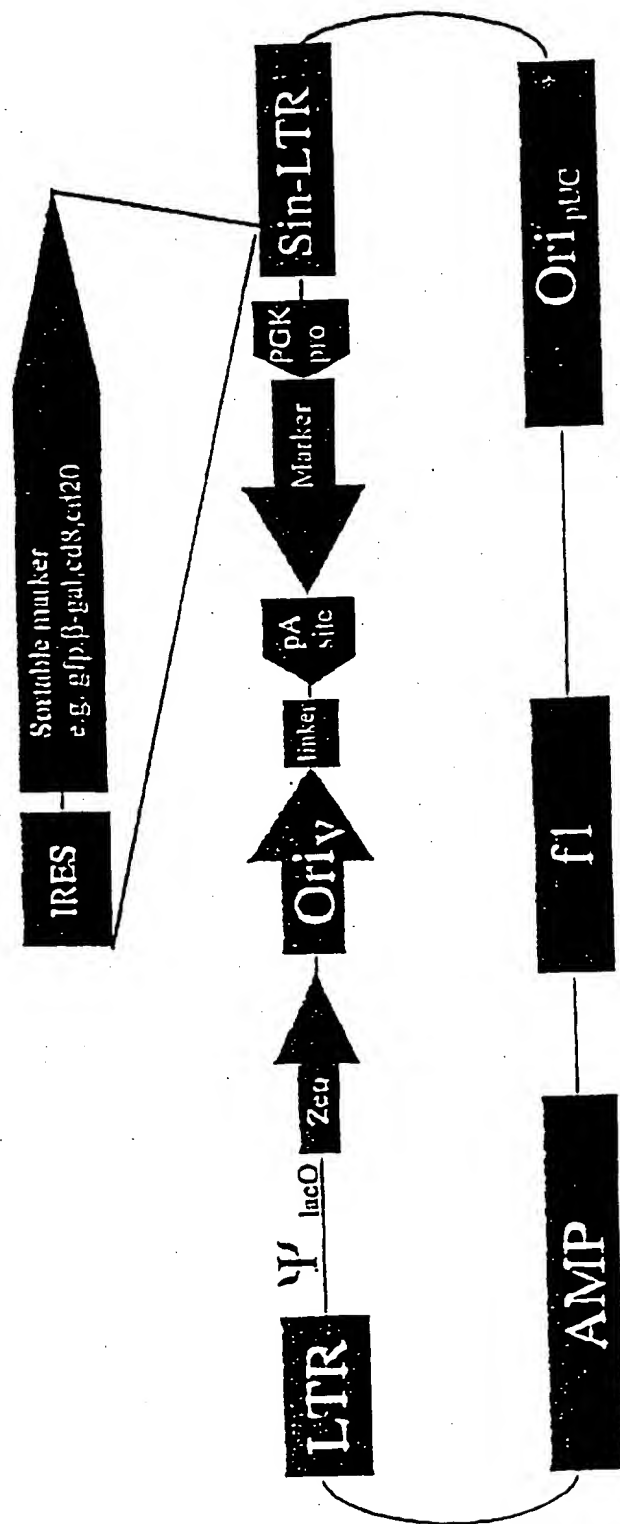 IRES
Sortable marker
e.g. gfp,β-gal,cd8,cd20
LTR
Ψ
lacO
Zeo
Oriv
linker
pA
site
Marker
PGK
pro
Sin-LTR
AMP
f1
Ori pUC